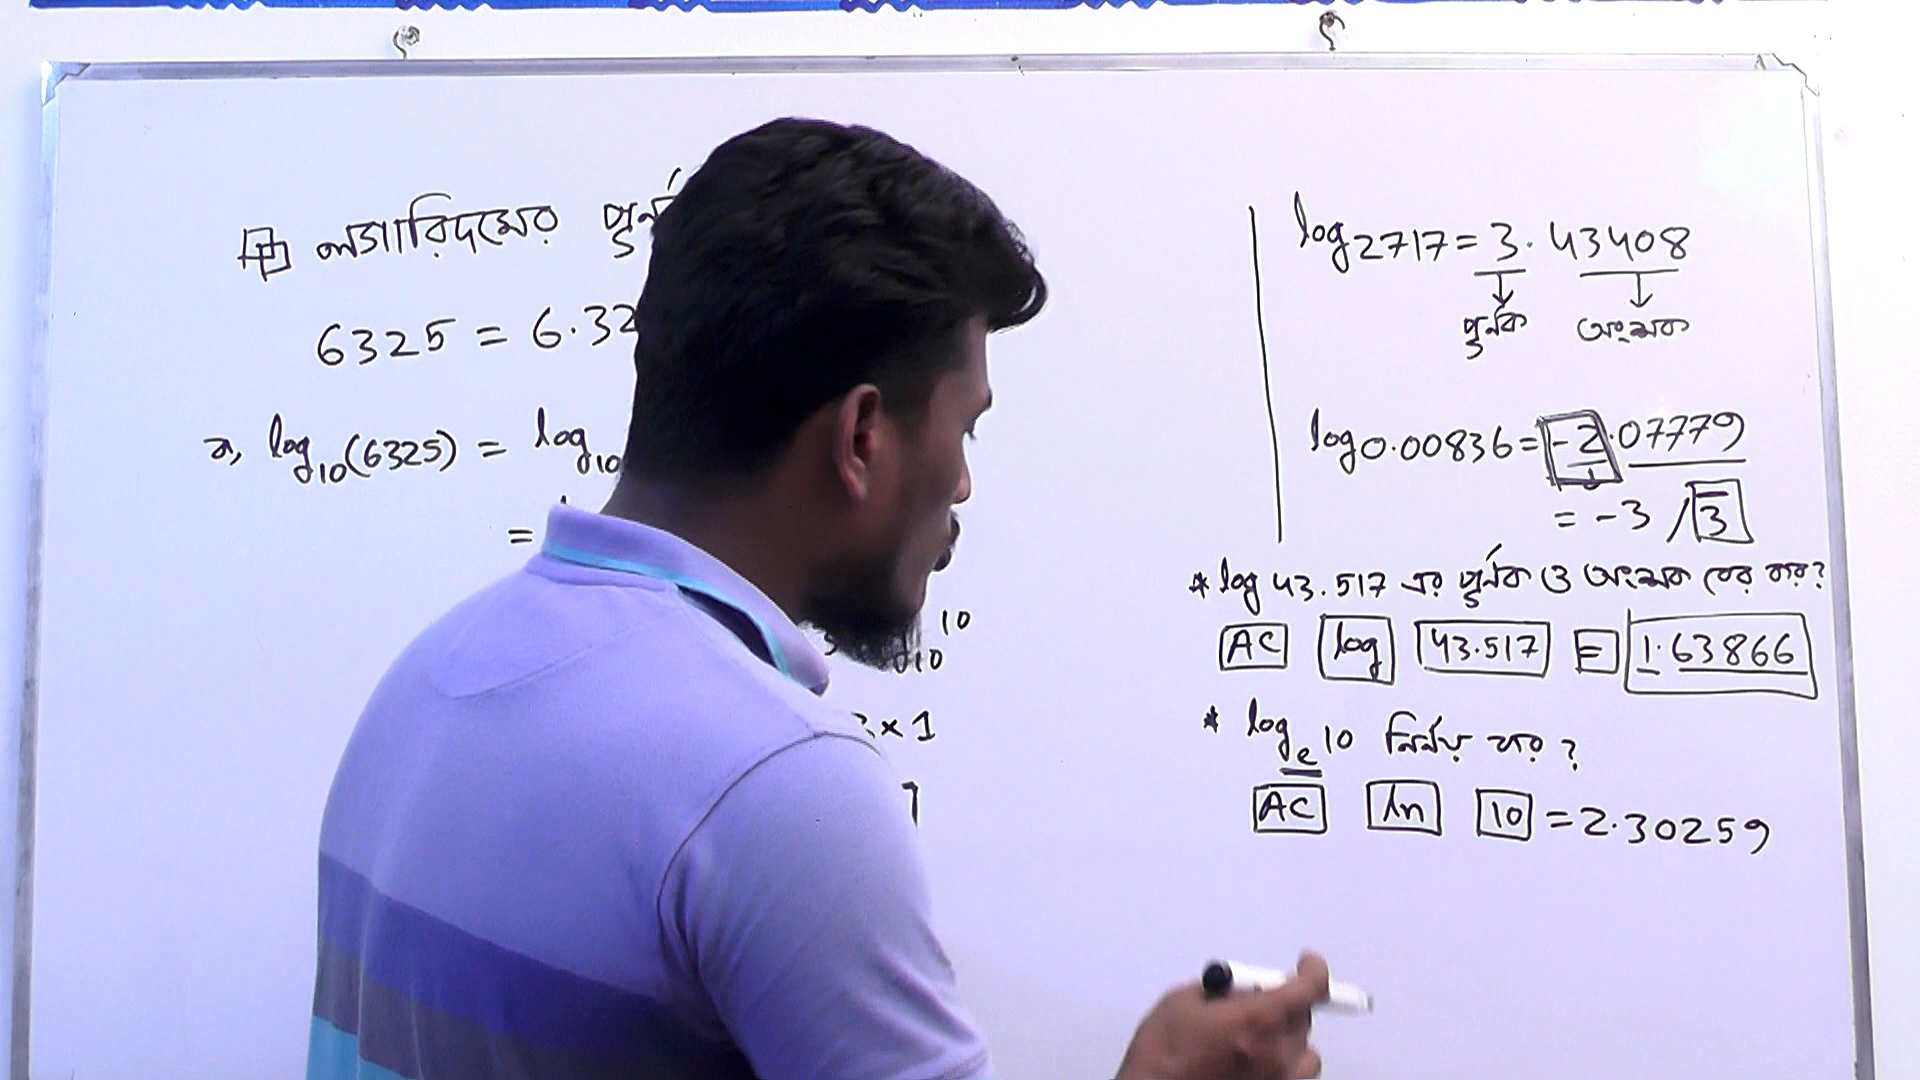 লগারিদমের পূর্ণ
6325 = 6.32
বা, log₁₀(6325) = log₁₀
=
10
10
× 1
log 2717 = 3.43408
পূর্ণক অংশক
log 0.00836 = -2.07779
= -3 / 3̅
* log 43.517 এর পূর্ণক ও অংশক বের কর?
AC log 43.517 = 1.63866
* logₑ10 নির্ণয় কর?
AC ln 10 = 2.30259